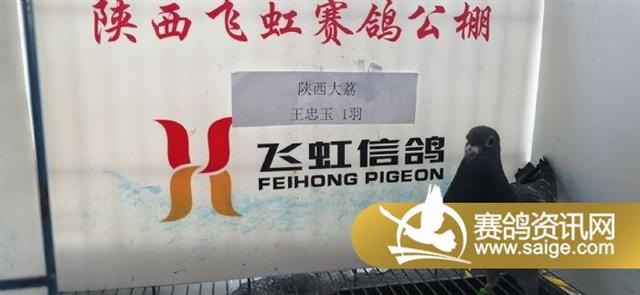 陕西飞虹赛鸽公棚
陕西大荔
王忠玉 1羽
飞虹信鸽
FEIHONG PIGEON
赛鸽资讯网
www.saige.com